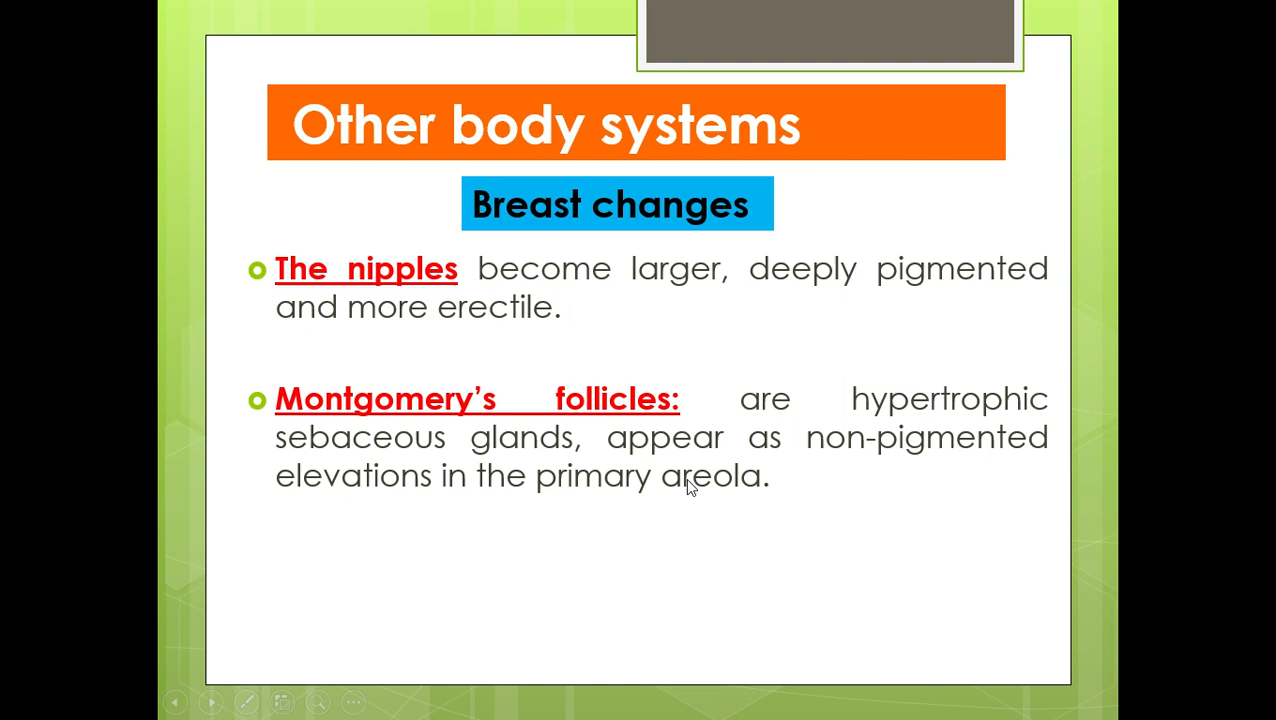 Other body systems
Breast changes
The nipples become larger, deeply pigmented
and more erectile.
Montgomery’s follicles: are hypertrophic
sebaceous glands, appear as non-pigmented
elevations in the primary areola.